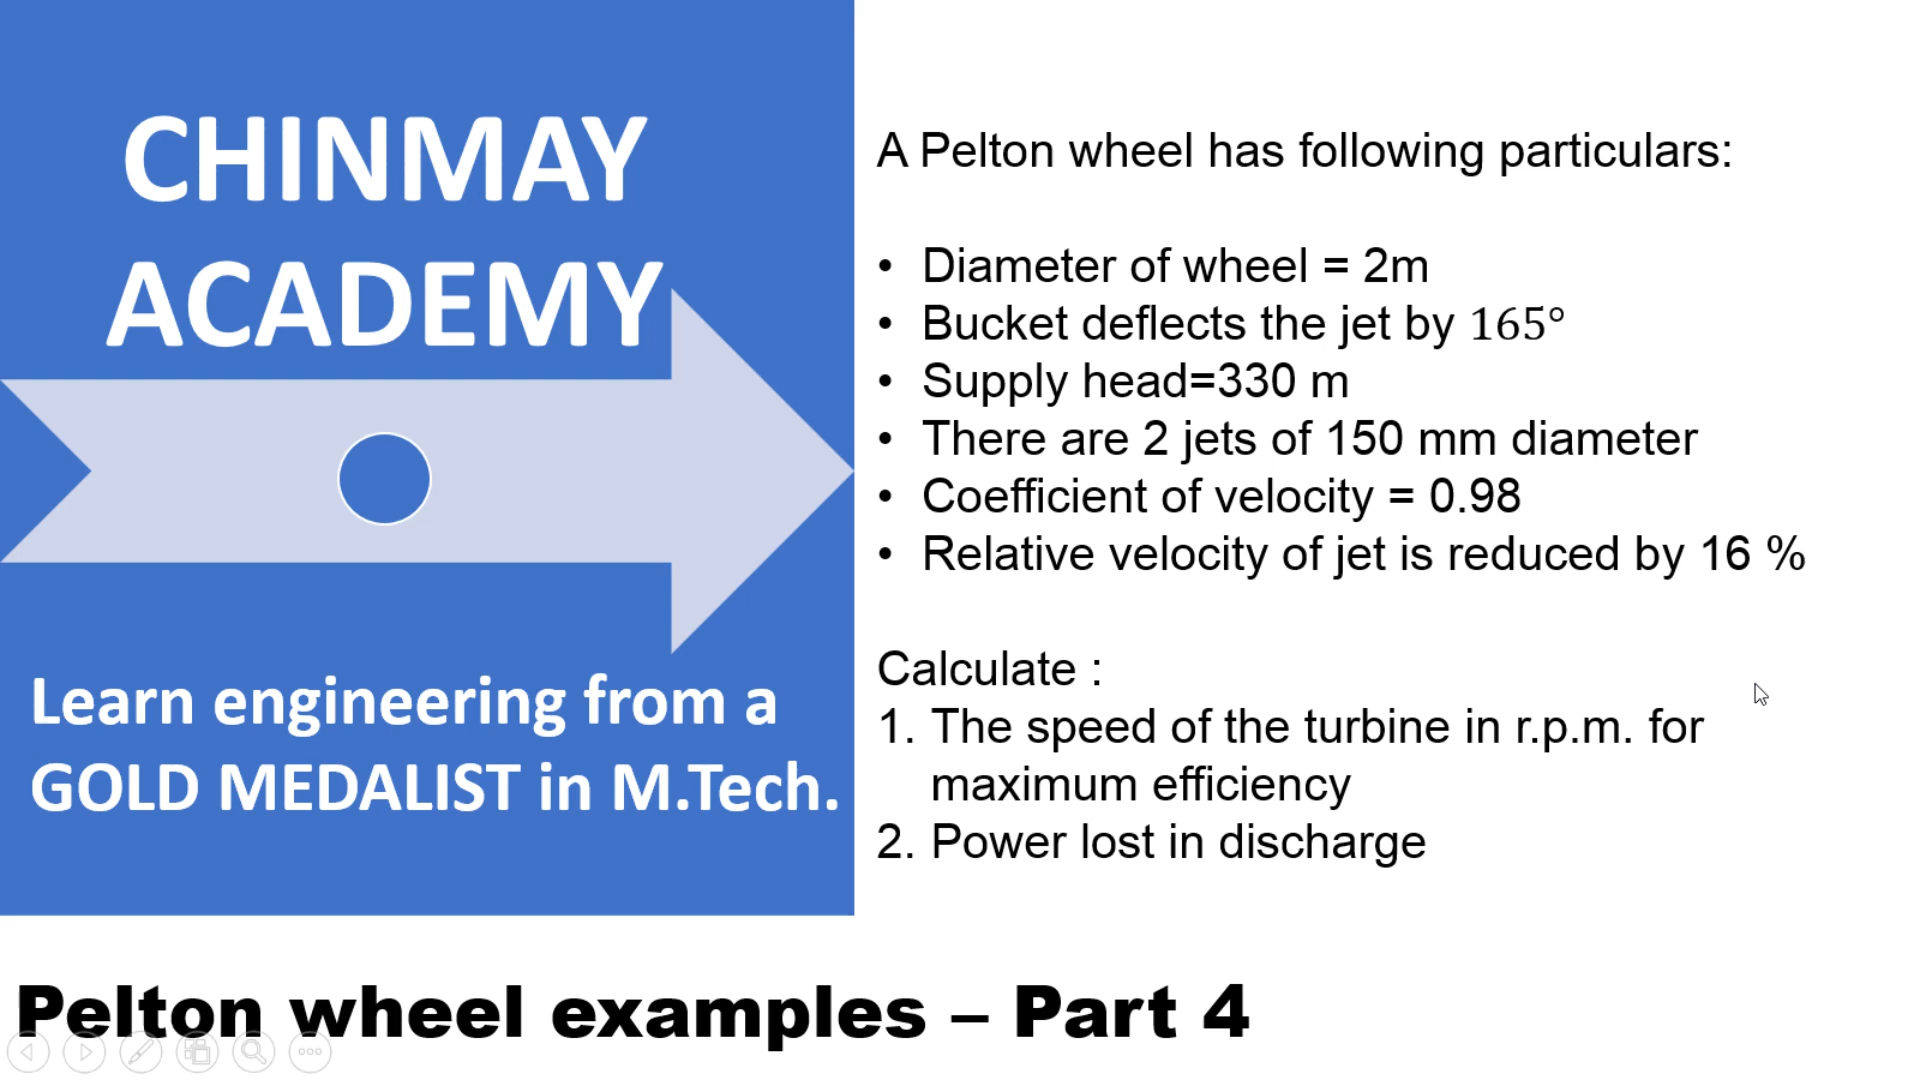 CHINMAY
ACADEMY
Learn engineering from a
GOLD MEDALIST in M.Tech.
A Pelton wheel has following particulars:
• Diameter of wheel = 2m
• Bucket deflects the jet by 165°
• Supply head=330 m
• There are 2 jets of 150 mm diameter
• Coefficient of velocity = 0.98
• Relative velocity of jet is reduced by 16 %
Calculate :
1. The speed of the turbine in r.p.m. for
maximum efficiency
2. Power lost in discharge
Pelton wheel examples – Part 4